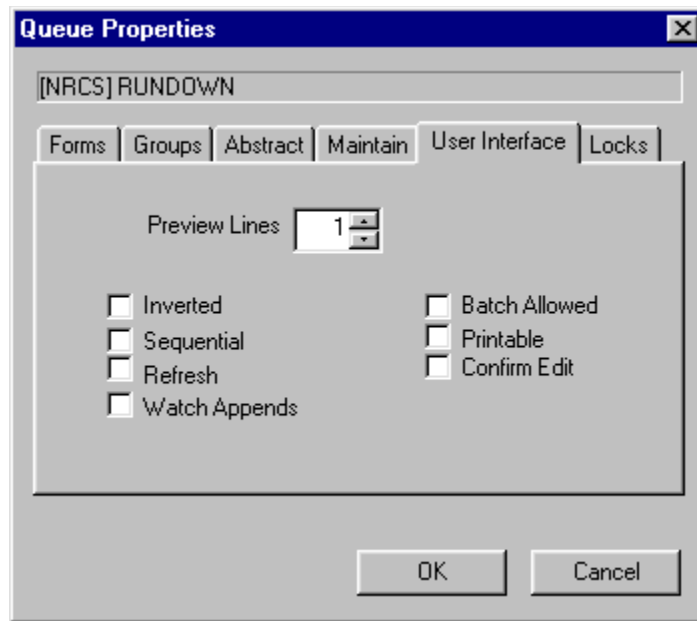 Queue Properties
[NRCS] RUNDOWN
Forms Groups Abstract Maintain User Interface Locks
Preview Lines 1
Inverted Batch Allowed
Sequential Printable
Refresh Confirm Edit
Watch Appends
OK Cancel